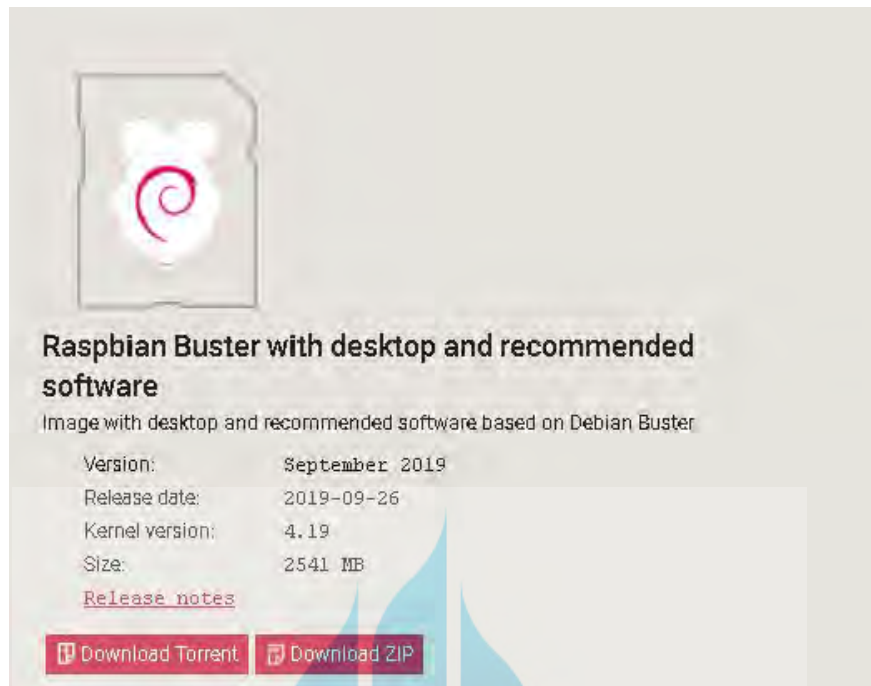 Raspbian Buster with desktop and recommended
software
Image with desktop and recommended software based on Debian Buster
Version: September 2019
Release date: 2019-09-26
Kernel version: 4.19
Size: 2541 MB
Release notes
Download Torrent Download ZIP